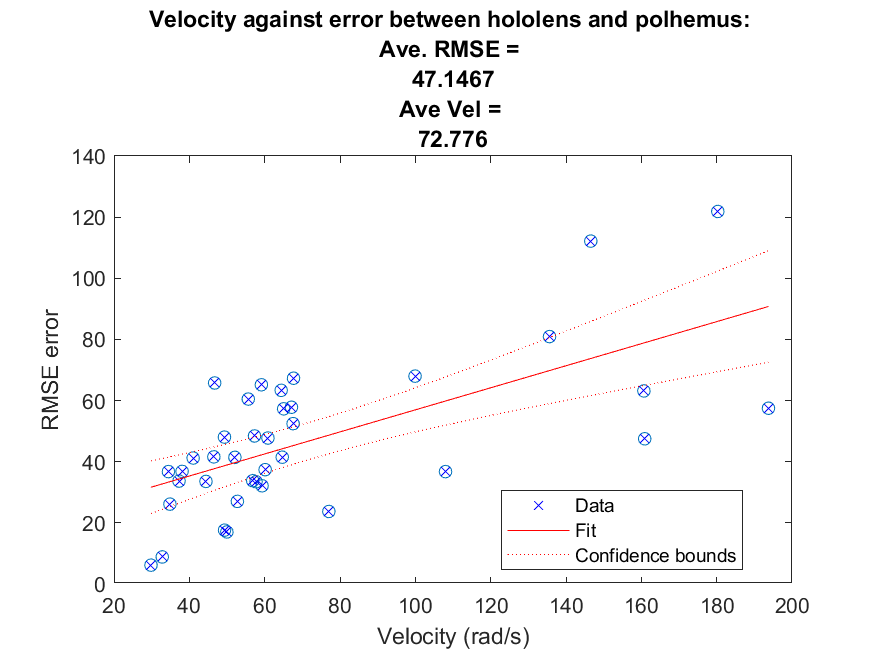 Velocity against error between hololens and polhemus:
Ave. RMSE =
47.1467
Ave Vel =
72.776
140
120
100
80
60
40
20
0
RMSE error
20 40 60 80 100 120 140 160 180 200
Velocity (rad/s)
Data
Fit
Confidence bounds